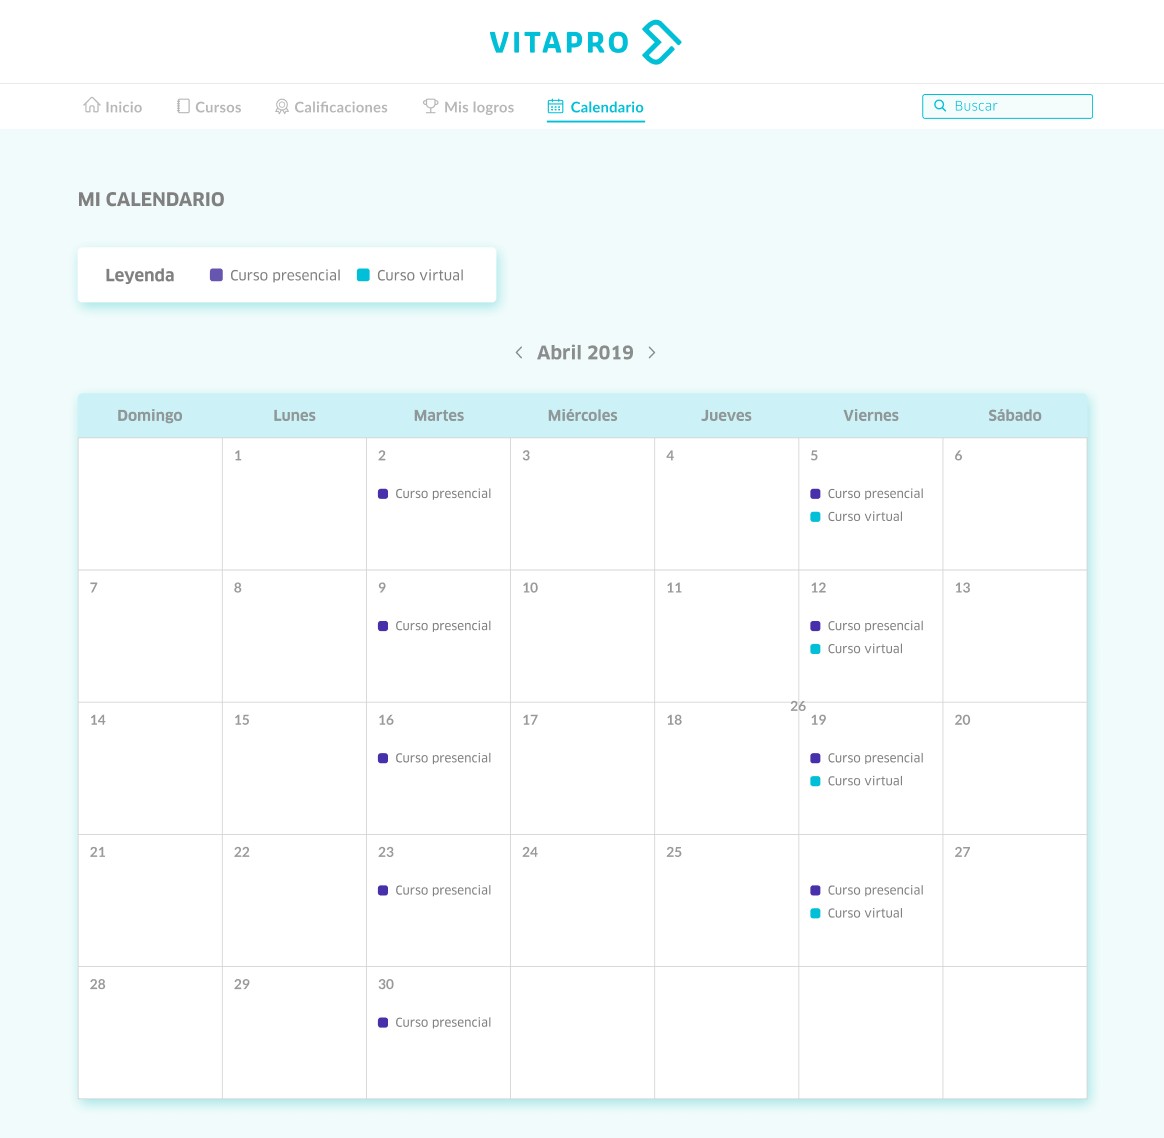 VITAPRO
Inicio Cursos Calificaciones Mis logros Calendario Buscar
MI CALENDARIO
Leyenda Curso presencial Curso virtual
Abril 2019
Domingo Lunes Martes Miércoles Jueves Viernes Sábado
1 2 3 4 5 6
Curso presencial Curso presencial
Curso virtual
7 8 9 10 11 12 13
Curso presencial Curso presencial
Curso virtual
26
14 15 16 17 18 19 20
Curso presencial Curso presencial
Curso virtual
21 22 23 24 25 27
Curso presencial Curso presencial
Curso virtual
28 29 30
Curso presencial